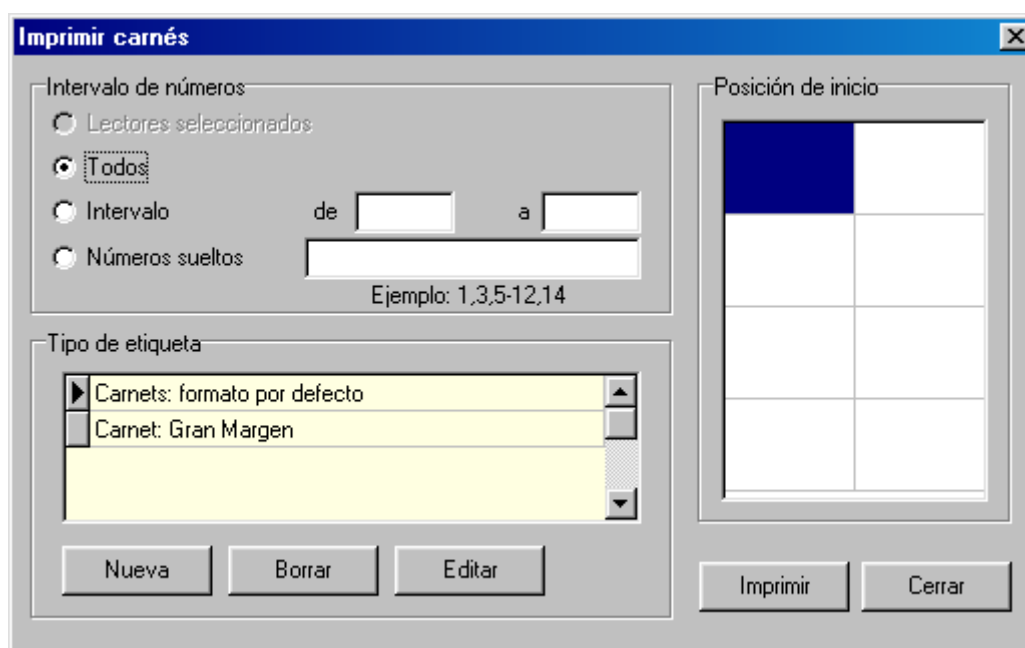 Imprimir carnés
Intervalo de números
Lectores seleccionados
Todos
Intervalo de a
Números sueltos
Ejemplo: 1,3,5-12,14
Tipo de etiqueta
Carnets: formato por defecto
Carnet: Gran Margen
Nueva Borrar Editar
Posición de inicio
Imprimir Cerrar